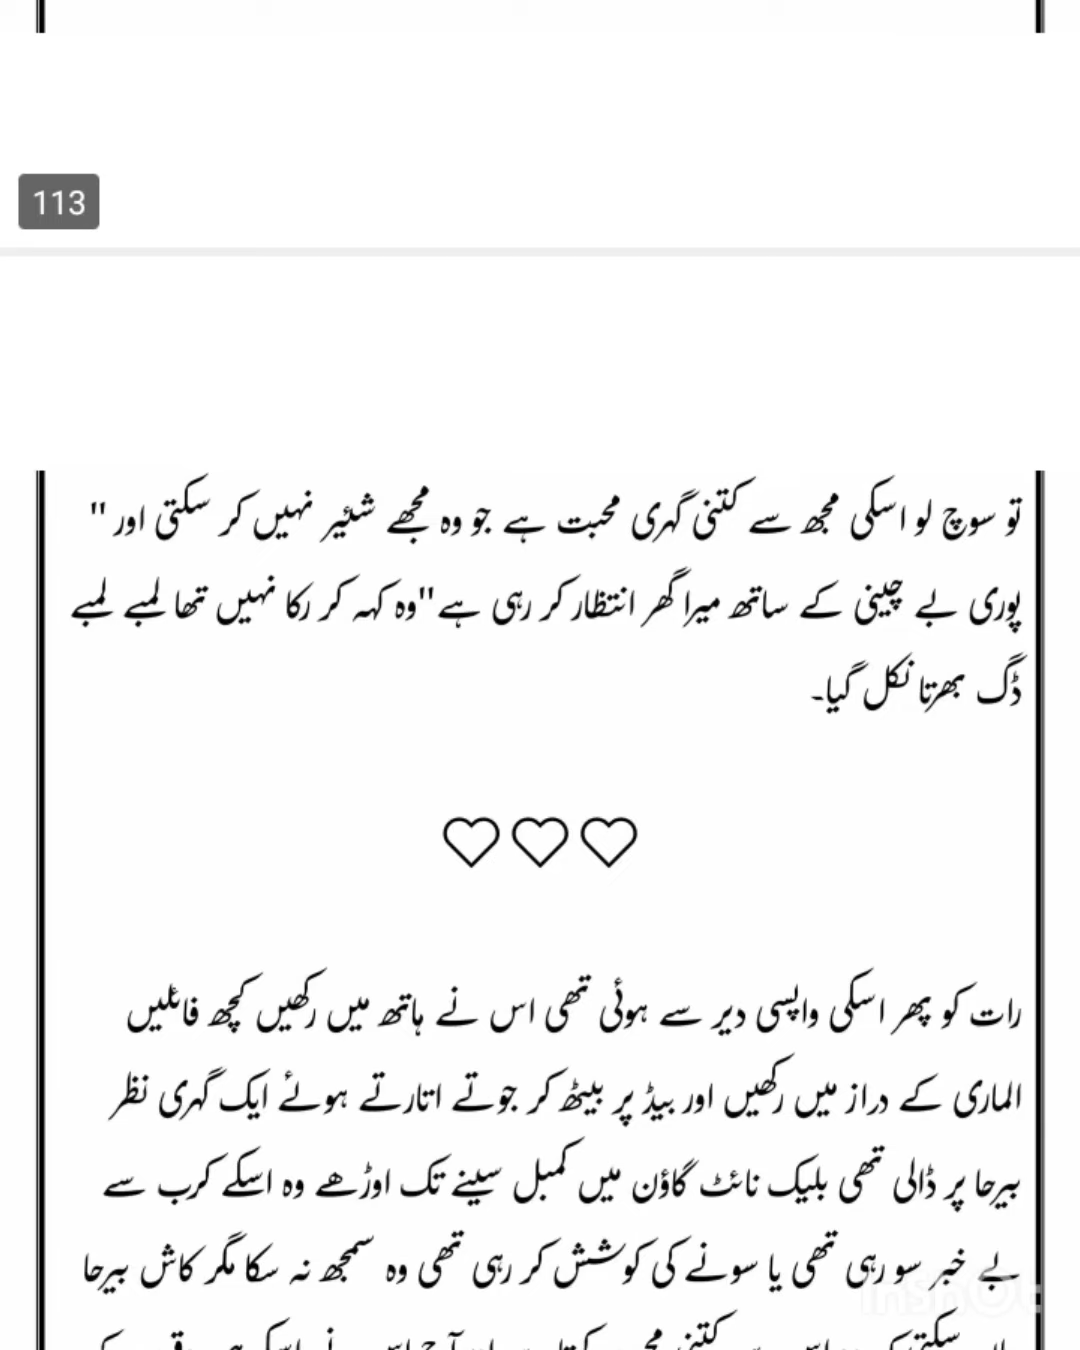 113
تو سوچ لو اسکی مجھ سے کتنی گہری محبت ہے جو وہ مجھے شئیر نہیں کر سکتی اور "
پوری بے چینی کے ساتھ میرا گھر انتظار کر رہی ہے"وہ کہہ کر رکا نہیں تھا لمبے لمبے
ڈگ بھرتا نکل گیا۔
رات کو پھر اسکی واپسی دیر سے ہوئی تھی اس نے ہاتھ میں رکھیں کچھ فائلیں
الماری کے دراز میں رکھیں اور بیڈ پر بیٹھ کر جوتے اتارتے ہوئے ایک گہری نظر
بیرحا پر ڈالی تھی بلیک نائٹ گاؤن میں کمبل سینے تک اوڑھے وہ اسکے کرب سے
بے خبر سو رہی تھی یا سونے کی کوشش کر رہی تھی وہ سمجھ نہ سکا مگر کاش بیرحا
InShOt